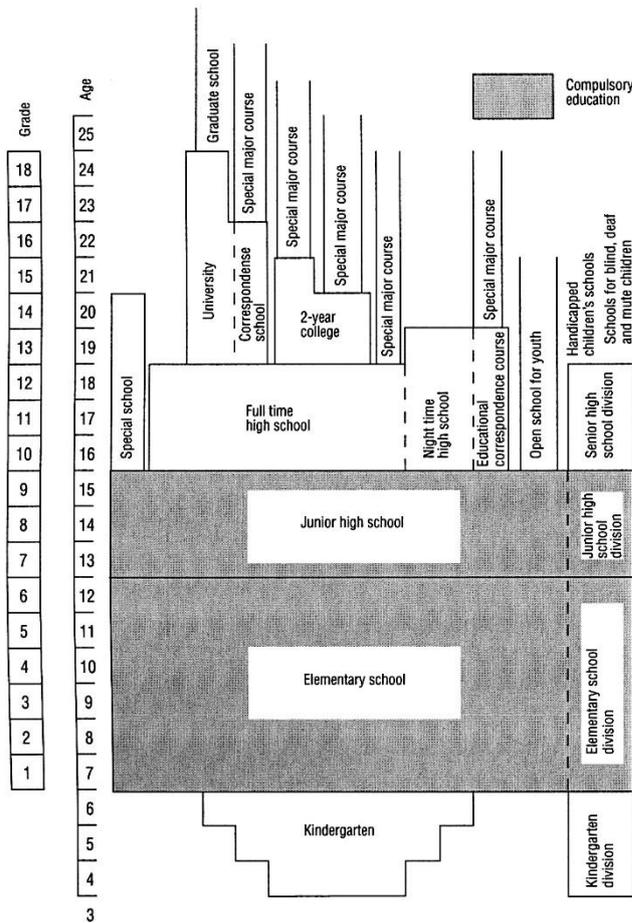 Compulsory
education
Grade
Age
25
24
23
22
21
20
19
18
17
16
15
14
13
12
11
10
9
8
7
6
5
4
3
18
17
16
15
14
13
12
11
10
9
8
7
6
5
4
3
2
1
Graduate school
Special major course
Special major course
Special major course
Special major course
Special major course
University
Correspondense
school
2-year
college
Special school
Full time
high school
Night time
high school
Educational
correspondence course
Open school for youth
Handicapped
children's schools
Schools for blind, deaf
and mute children
Senior high
school division
Junior high school
Junior high
school
division
Elementary school
Elementary school
division
Kindergarten
Kindergarten
division